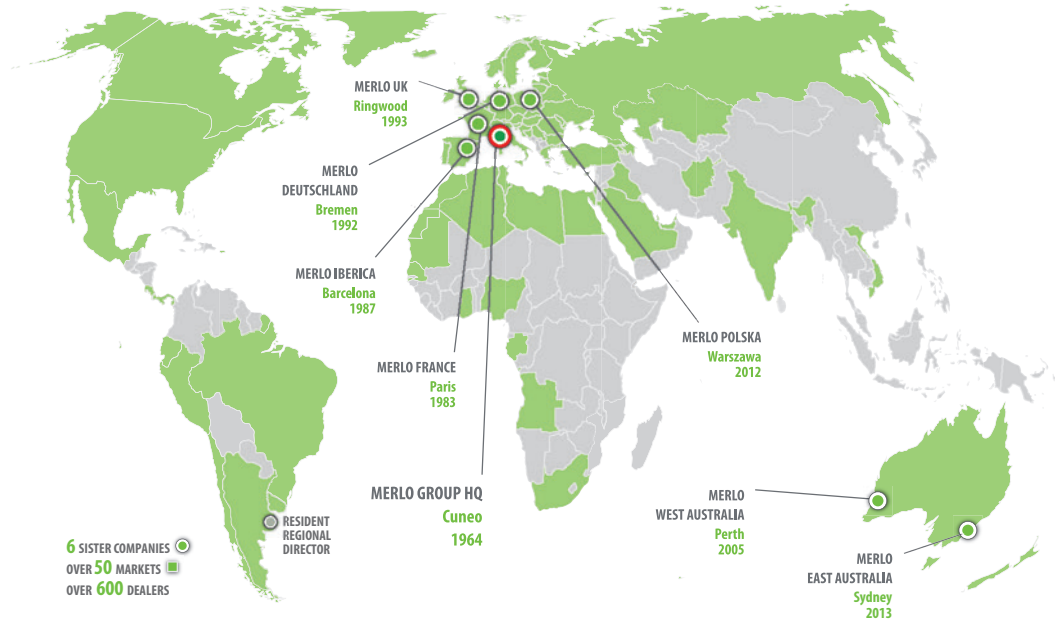 MERLO UK
Ringwood
1993
MERLO
DEUTSCHLAND
Bremen
1992
MERLO IBERICA
Barcelona
1987
MERLO FRANCE
Paris
1983
MERLO POLSKA
Warszawa
2012
MERLO GROUP HQ
Cuneo
1964
RESIDENT
REGIONAL
DIRECTOR
MERLO
WEST AUSTRALIA
Perth
2005
MERLO
EAST AUSTRALIA
Sydney
2013
6 SISTER COMPANIES
OVER 50 MARKETS
OVER 600 DEALERS